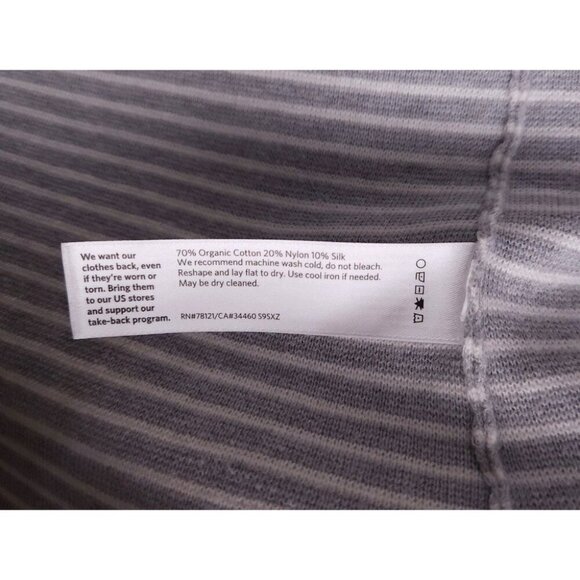 We want our
clothes back, even
if they're worn or
torn. Bring them
to our US stores
and support our
take-back program.
70% Organic Cotton 20% Nylon 10% Silk
We recommend machine wash cold, do not bleach.
Reshape and lay flat to dry. Use cool iron if needed.
May be dry cleaned.
RN#78121/CA#34460 S9SXZ